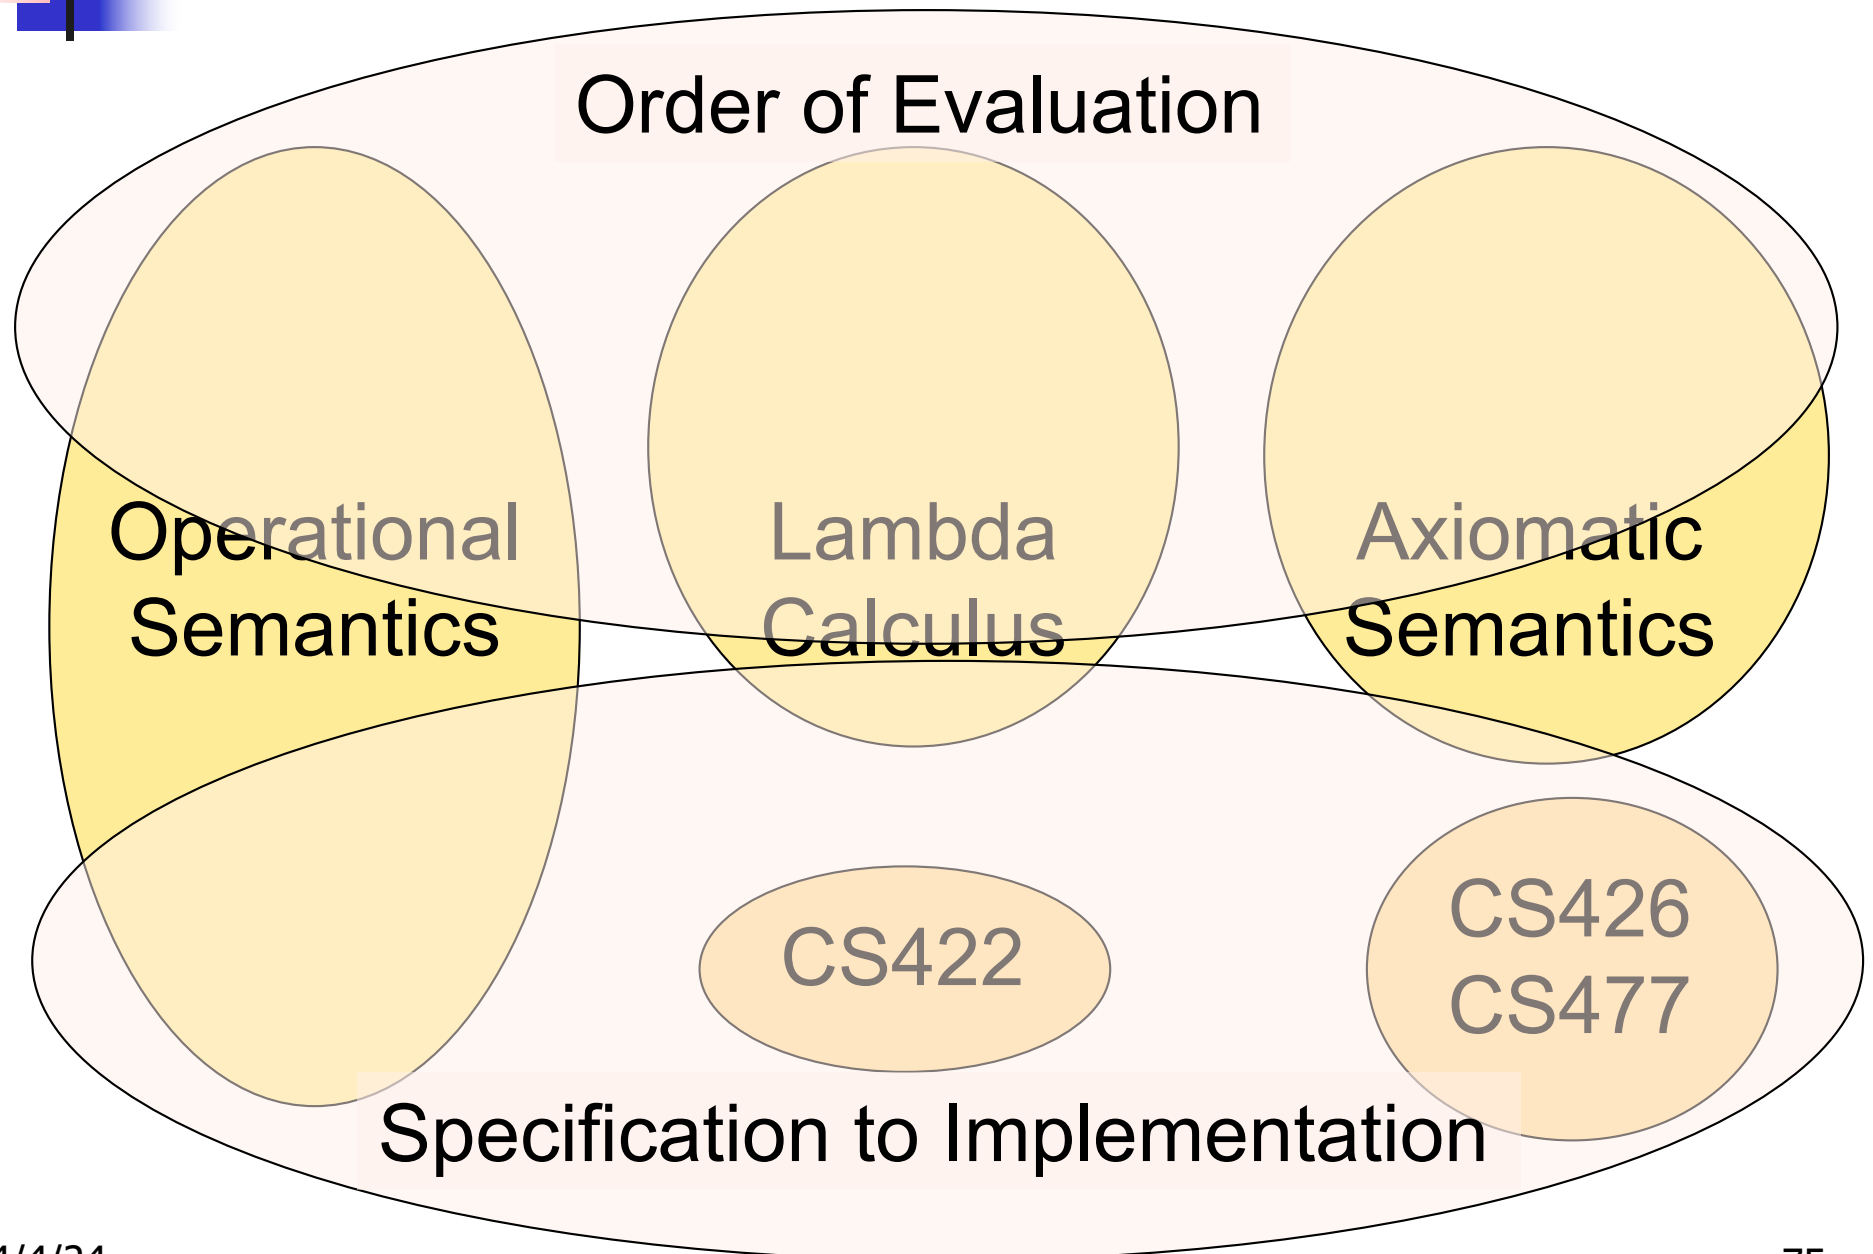 Order of Evaluation
Operational
Semantics
Lambda
Calculus
Axiomatic
Semantics
CS422
CS426
CS477
Specification to Implementation